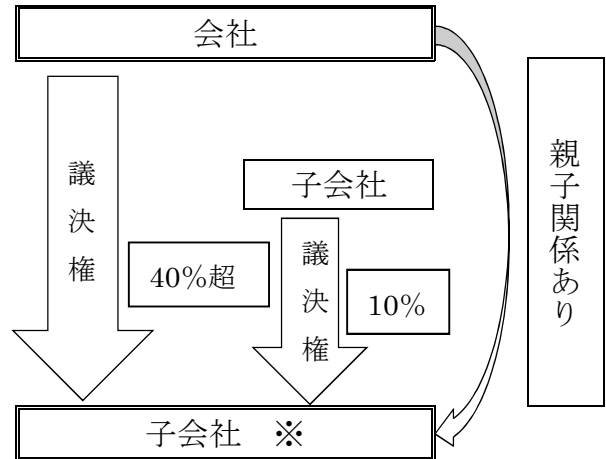 会社
議決権
40%超
子会社
議決権
10%
親子関係あり
子会社　※